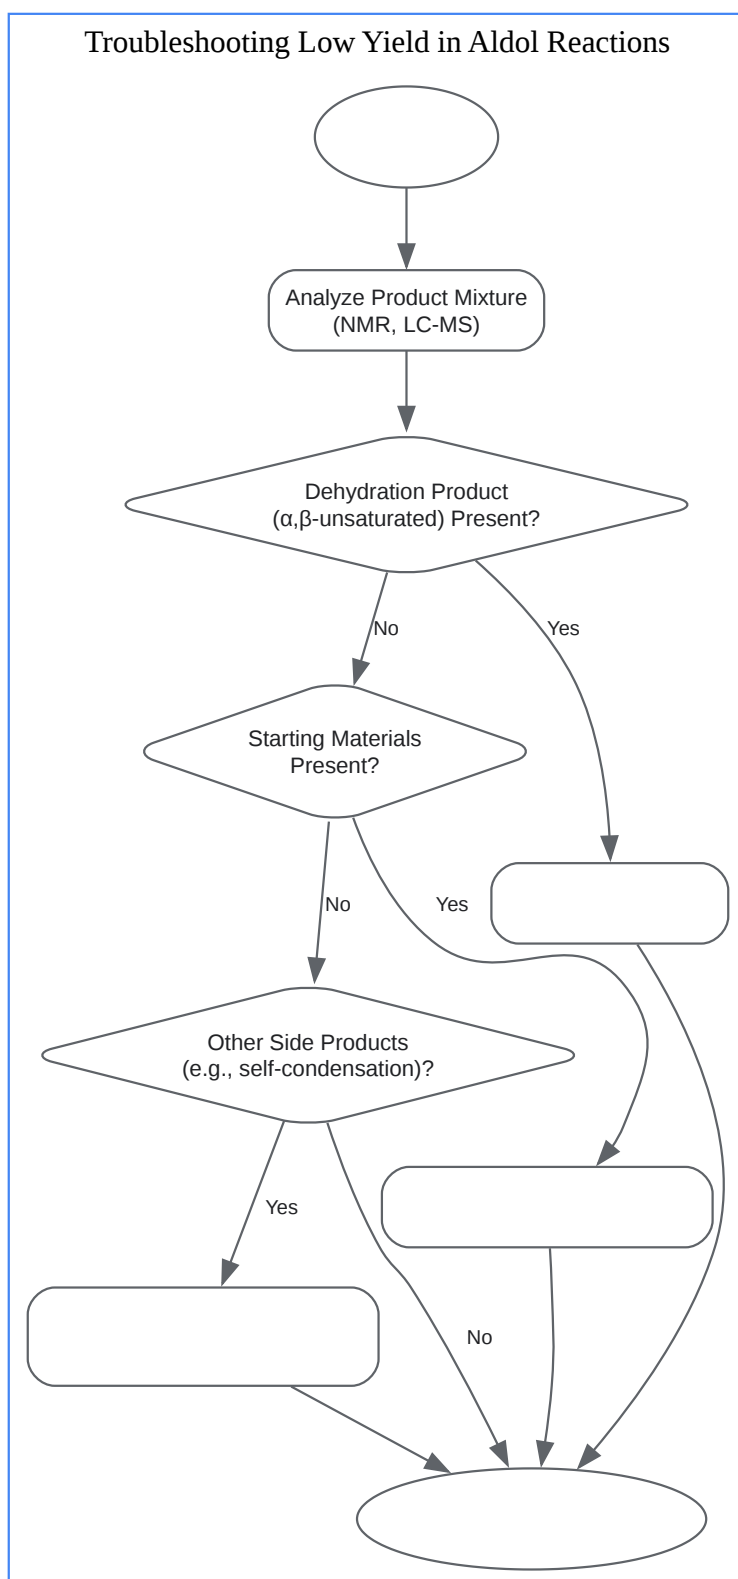 Troubleshooting Low Yield in Aldol Reactions
Analyze Product Mixture
(NMR, LC-MS)
Dehydration Product
(α,β-unsaturated) Present?
No
Yes
Starting Materials
Present?
No
Yes
Other Side Products
(e.g., self-condensation)?
Yes
No